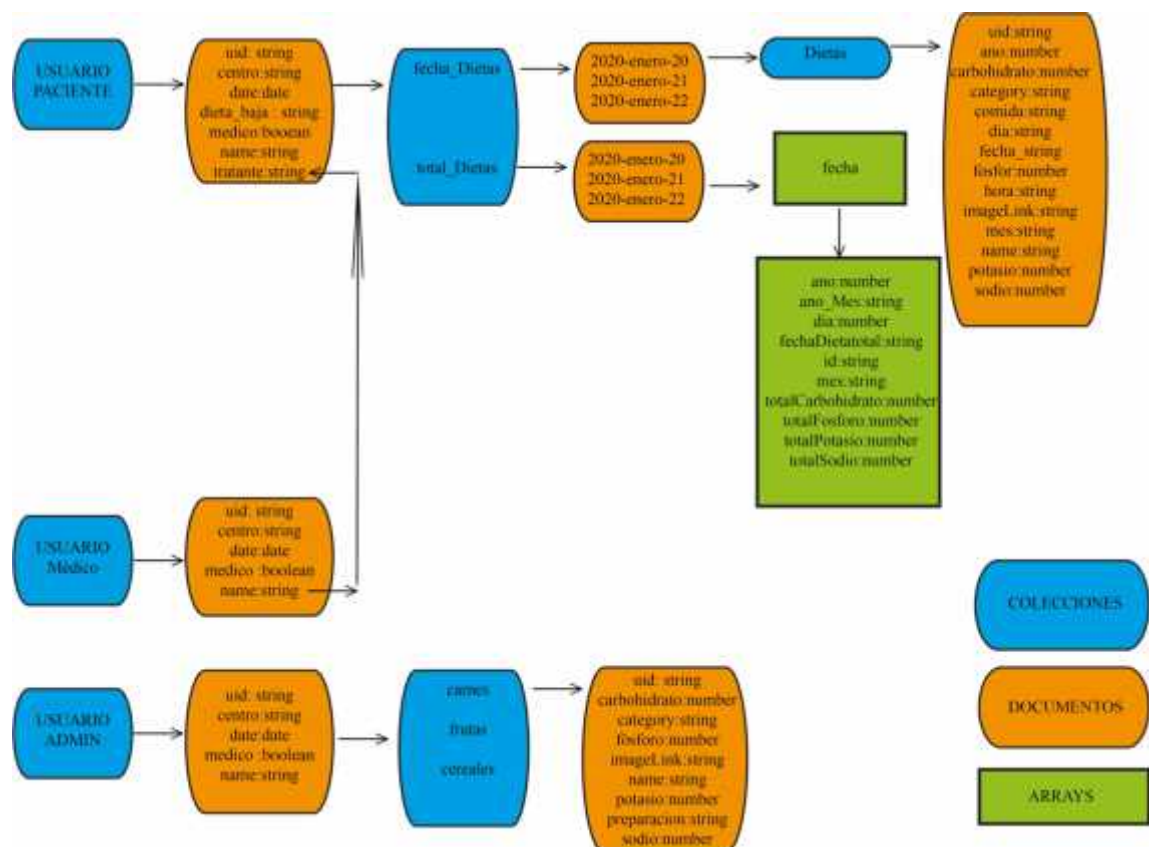 USUARIO
PACIENTE
uid: string
centro:string
date:date
dieta_baja : string
medico:booean
name:string
tratante:string
fecha_Dietas
total_Dietas
2020-enero-20
2020-enero-21
2020-enero-22
2020-enero-20
2020-enero-21
2020-enero-22
Dietas
fecha
uid:string
ano:number
carbohidrato:number
category:string
comida:string
dia:string
fecha_string
fosfor:number
hora:string
imageLink:string
mes:string
name:string
potasio:number
sodio:number
ano:number
ano_Mes:string
dia:number
fechaDietatotal:string
id:string
mex:string
totalCarbohidrato:number
totalFosforo:number
totalPotasio:number
totalSodio:number
USUARIO
Mèdico
uid: string
centro:string
date:date
medico :boolean
name:string
USUARIO
ADMIN
uid: string
centro:string
date:date
medico :boolean
name:string
carnes
frutas
cereales
uid: string
carbohidrato:number
category:string
fosforo:number
imageLink:string
name:string
potasio:number
preparacion:string
sodio:number
COLECCIONES
DOCUMENTOS
ARRAYS